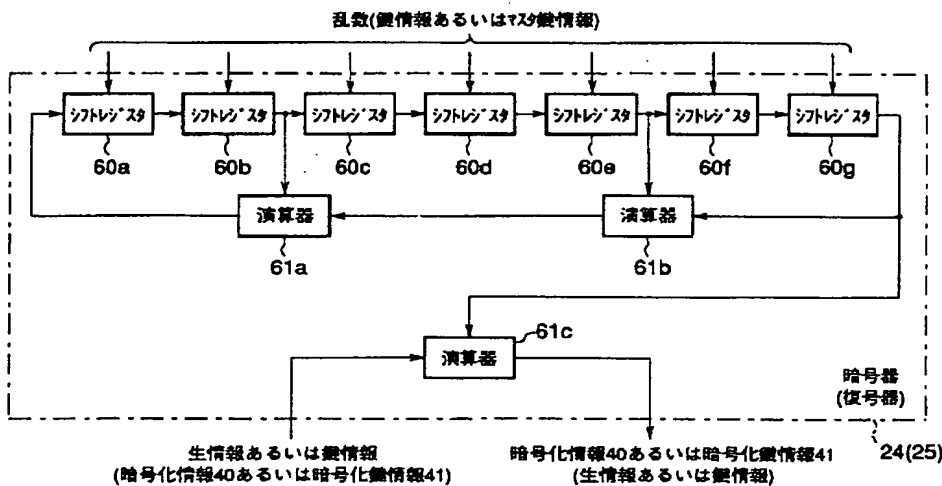 乱数(鍵情報あるいはマスタ鍵情報)
シフトレジスタ シフトレジスタ シフトレジスタ シフトレジスタ シフトレジスタ シフトレジスタ シフトレジスタ
60a 60b 60c 60d 60e 60f 60g
演算器 演算器
61a 61b
61c
演算器
暗号器
(復号器)
24(25)
生情報あるいは鍵情報
(暗号化情報40あるいは暗号化鍵情報41)
暗号化情報40あるいは暗号化鍵情報41
(生情報あるいは鍵情報)